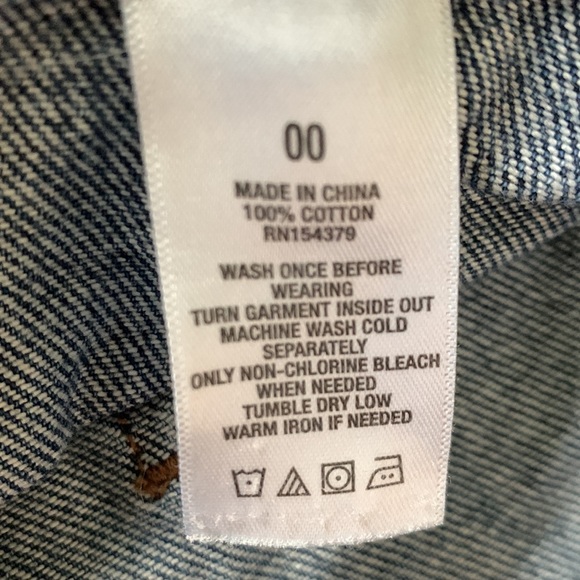 00
MADE IN CHINA
100% COTTON
RN154379
WASH ONCE BEFORE
WEARING
TURN GARMENT INSIDE OUT
MACHINE WASH COLD
SEPARATELY
ONLY NON-CHLORINE BLEACH
WHEN NEEDED
TUMBLE DRY LOW
WARM IRON IF NEEDED